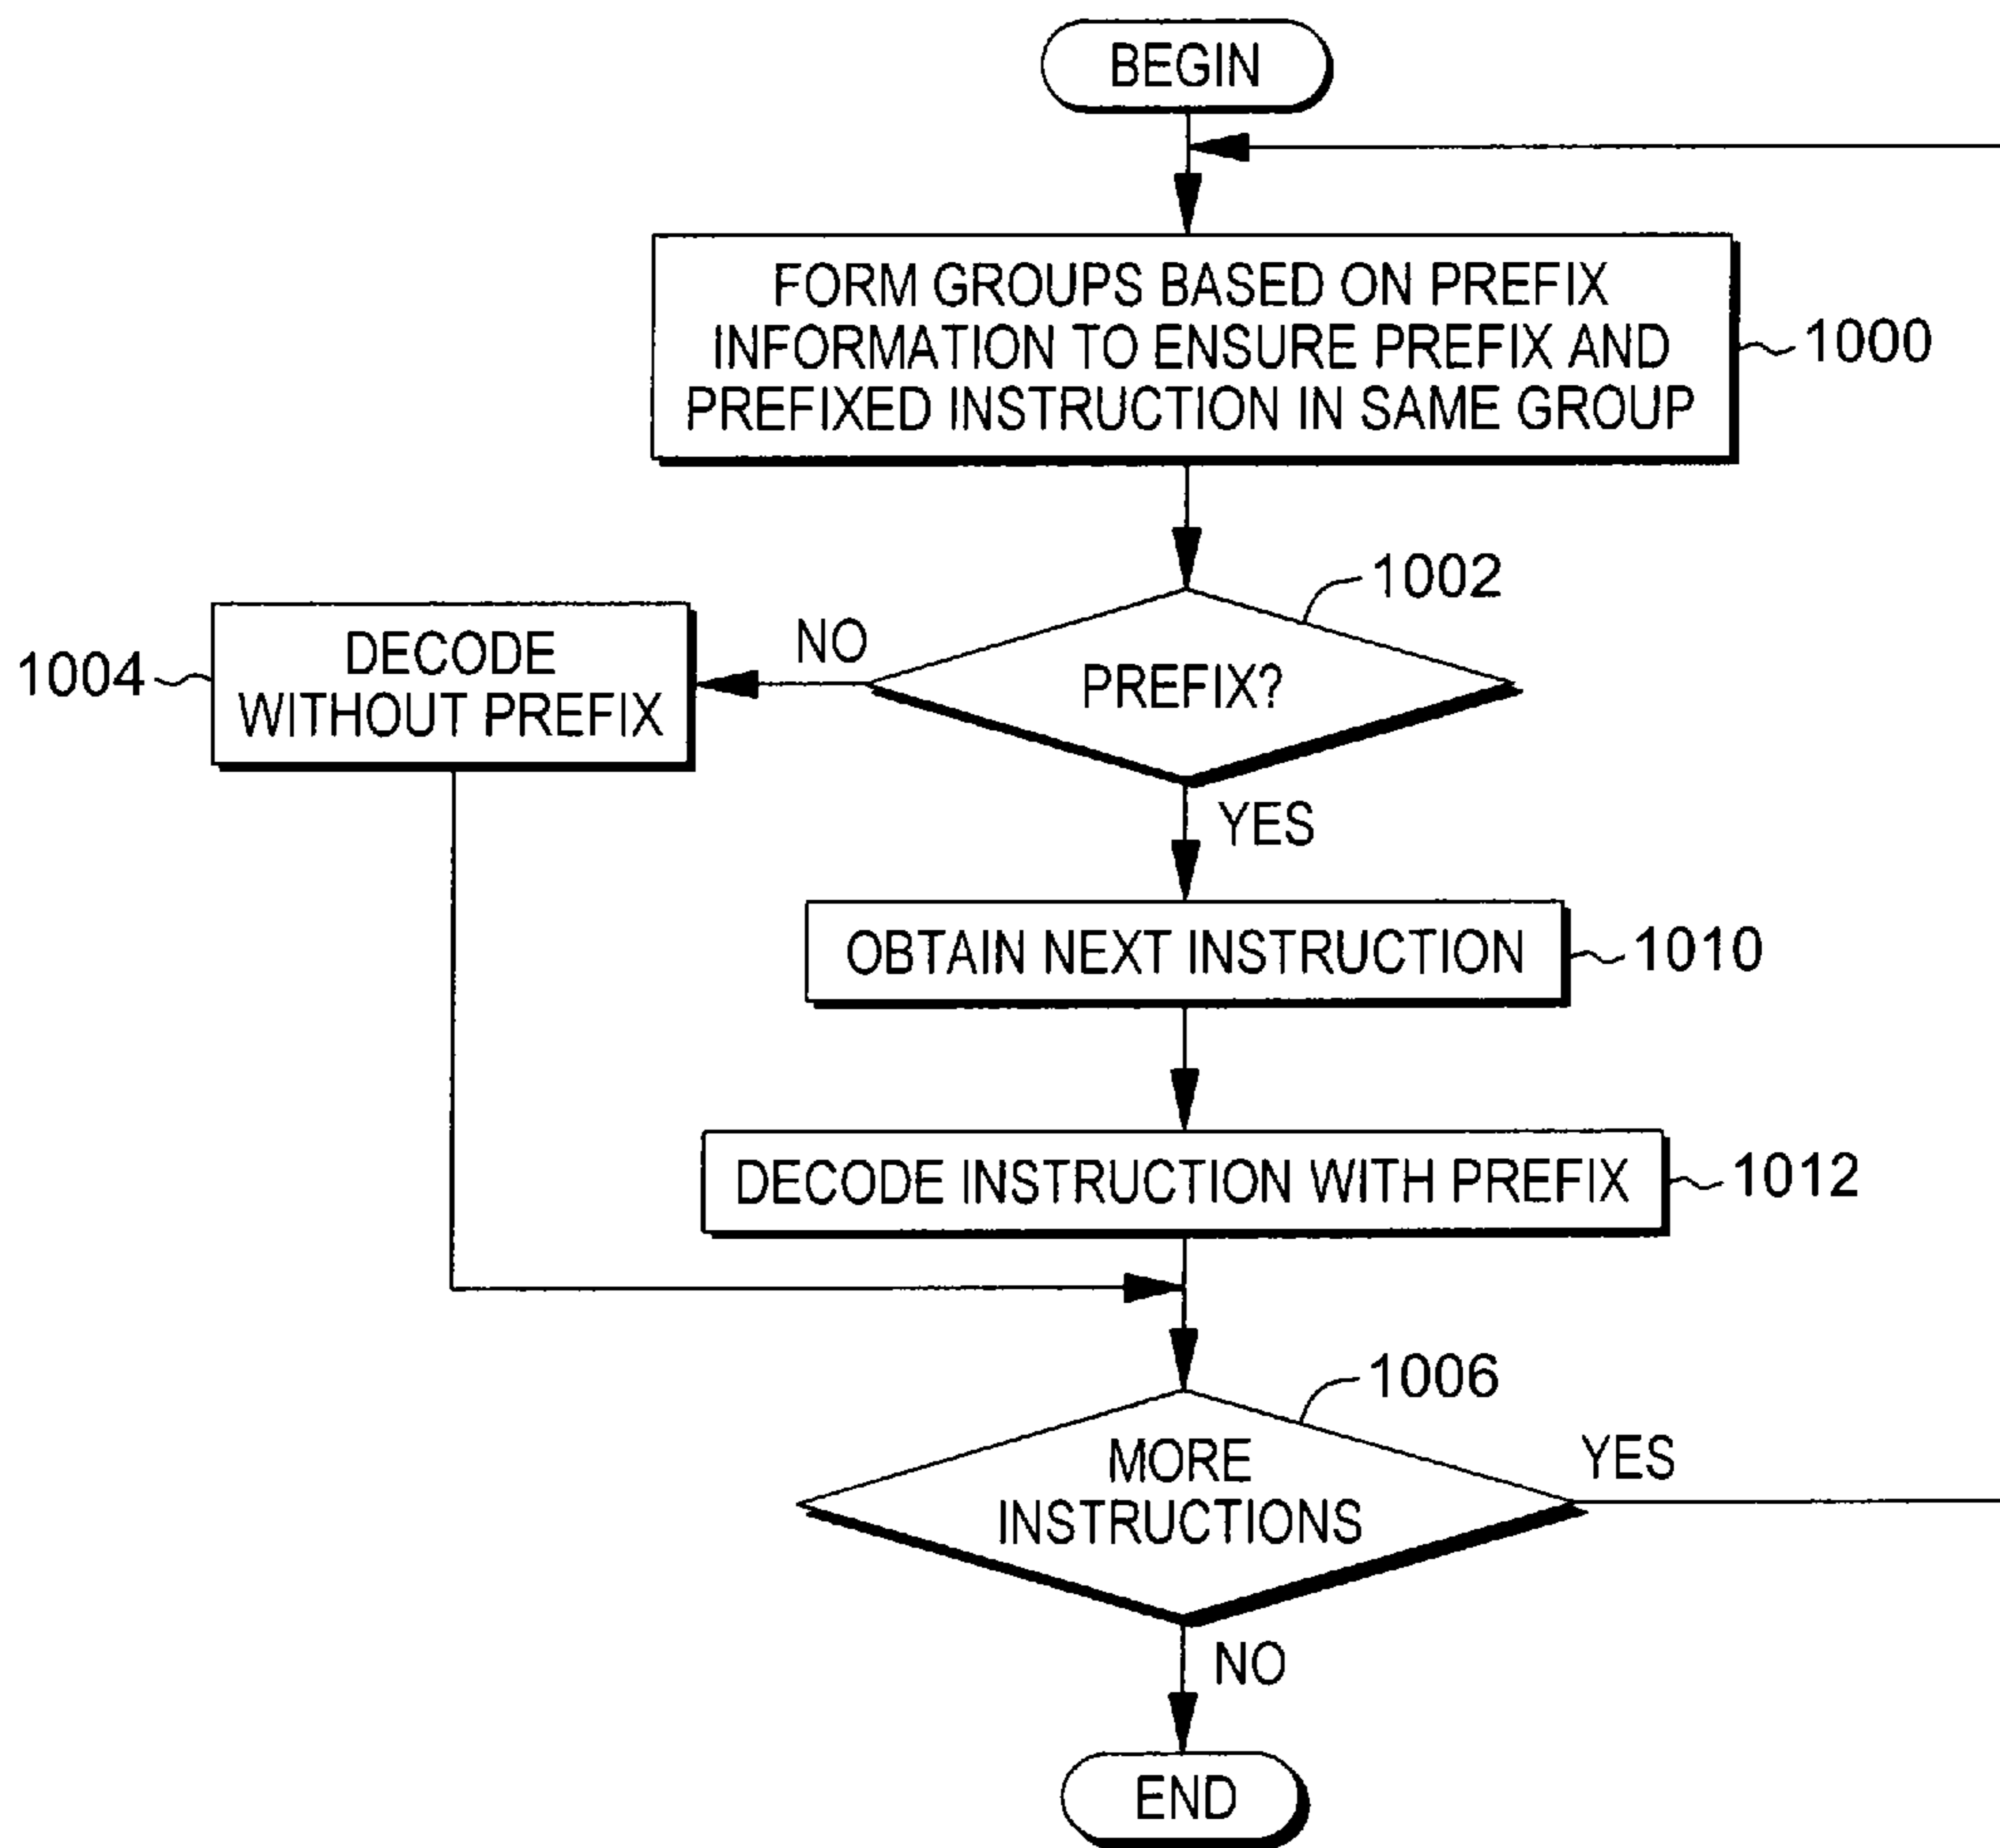 BEGIN
FORM GROUPS BASED ON PREFIX
INFORMATION TO ENSURE PREFIX AND
PREFIXED INSTRUCTION IN SAME GROUP
1000
1002
PREFIX?
NO
DECODE
WITHOUT PREFIX
1004
YES
OBTAIN NEXT INSTRUCTION
1010
DECODE INSTRUCTION WITH PREFIX
1012
1006
MORE
INSTRUCTIONS
YES
NO
END